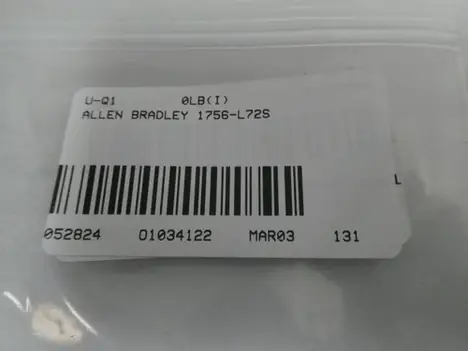 U-Q1 0LB(I)
ALLEN BRADLEY 1756-L72S
L
052824 01034122 MAR03 131